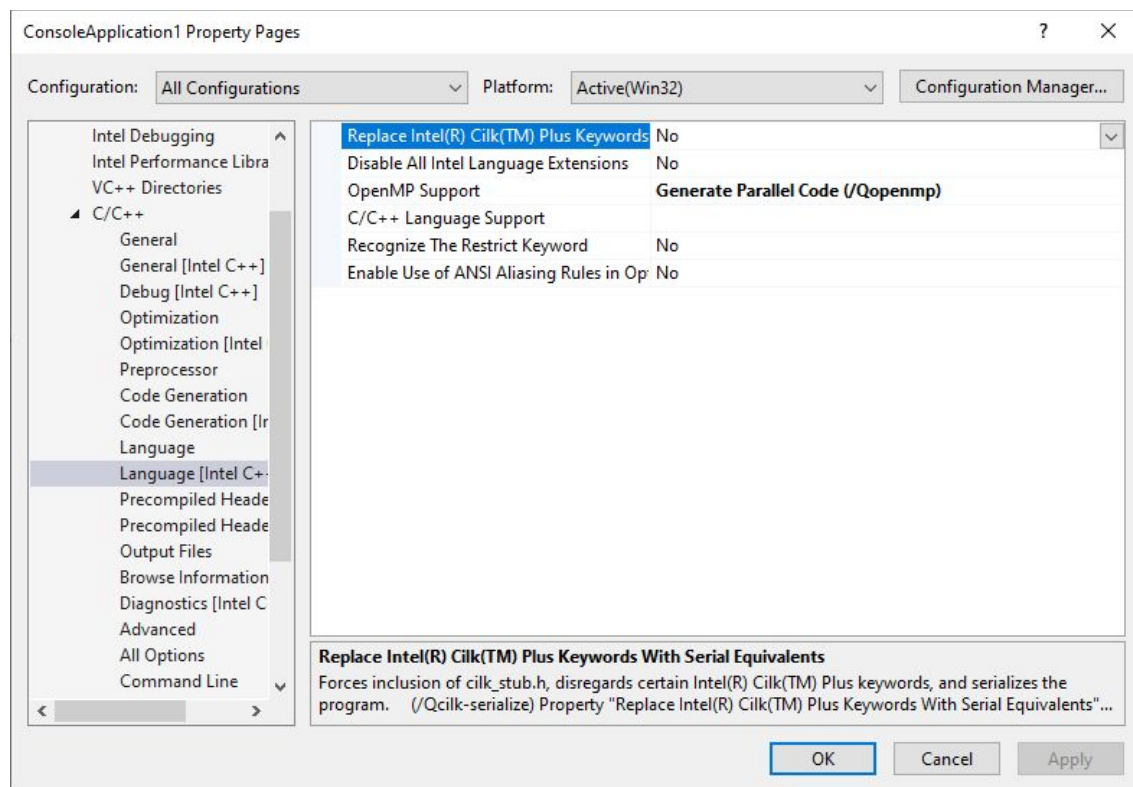 ConsoleApplication1 Property Pages
?
Configuration: All Configurations Platform: Active(Win32) Configuration Manager...
Intel Debugging
Intel Performance Libra
VC++ Directories
C/C++
General
General [Intel C++]
Debug [Intel C++]
Optimization
Optimization [Intel
Preprocessor
Code Generation
Code Generation [Ir
Language
Language [Intel C+
Precompiled Heade
Precompiled Heade
Output Files
Browse Information
Diagnostics [Intel C
Advanced
All Options
Command Line
Replace Intel(R) Cilk(TM) Plus Keywords No
Disable All Intel Language Extensions No
OpenMP Support Generate Parallel Code (/Qopenmp)
C/C++ Language Support
Recognize The Restrict Keyword No
Enable Use of ANSI Aliasing Rules in Op No
Replace Intel(R) Cilk(TM) Plus Keywords With Serial Equivalents
Forces inclusion of cilk_stub.h, disregards certain Intel(R) Cilk(TM) Plus keywords, and serializes the
program. (/Qcilk-serialize) Property "Replace Intel(R) Cilk(TM) Plus Keywords With Serial Equivalents"...
OK Cancel Apply